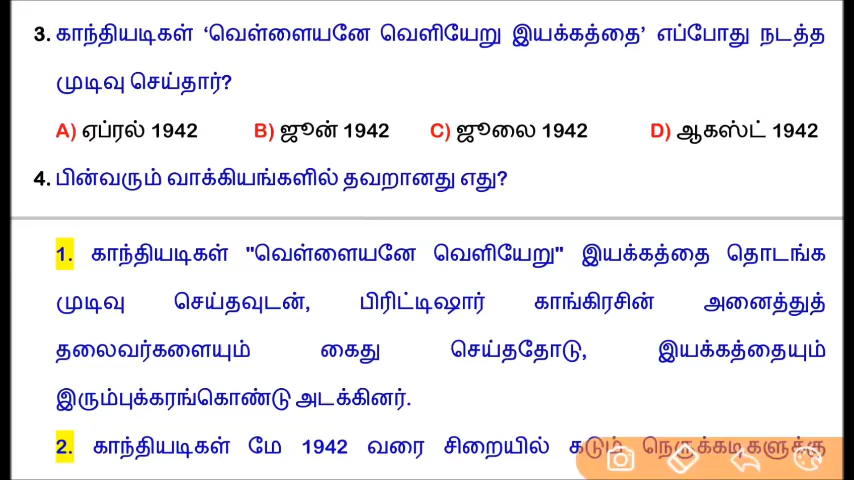 3. காந்தியடிகள் ‘வெள்ளையனே வெளியேறு இயக்கத்தை’ எப்போது நடத்த
முடிவு செய்தார்?
A) ஏப்ரல் 1942 B) ஜூன் 1942 C) ஜூலை 1942 D) ஆகஸ்ட் 1942
4. பின்வரும் வாக்கியங்களில் தவறானது எது?
1. காந்தியடிகள் "வெள்ளையனே வெளியேறு" இயக்கத்தை தொடங்க
முடிவு செய்தவுடன், பிரிட்டிஷார் காங்கிரசின் அனைத்துத்
தலைவர்களையும் கைது செய்ததோடு, இயக்கத்தையும்
இரும்புக்கரங்கொண்டு அடக்கினர்.
2. காந்தியடிகள் மே 1942 வரை சிறையில் கடும் நெருக்கடிகளுக்கு